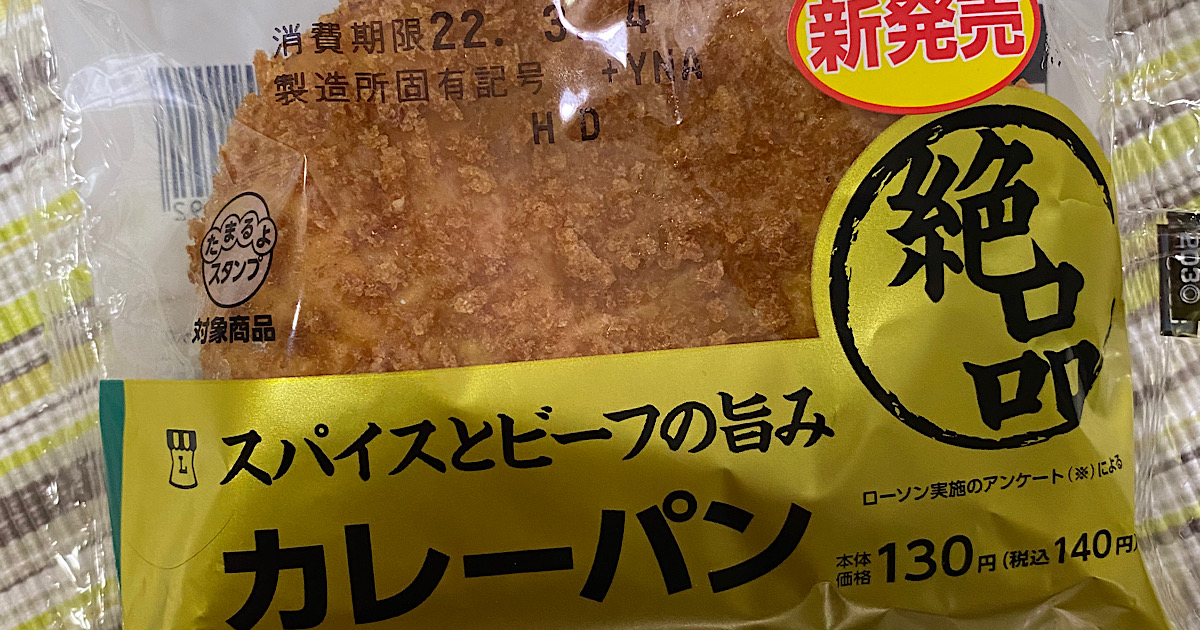 消費期限22. 3. 4
製造所固有記号 +YNA
HD
新発売
絶品
たまるよ
スタンプ
対象商品
L
スパイスとビーフの旨み
カレーパン
ローソン実施のアンケート(※)による
本体
価格 130円(税込140円)